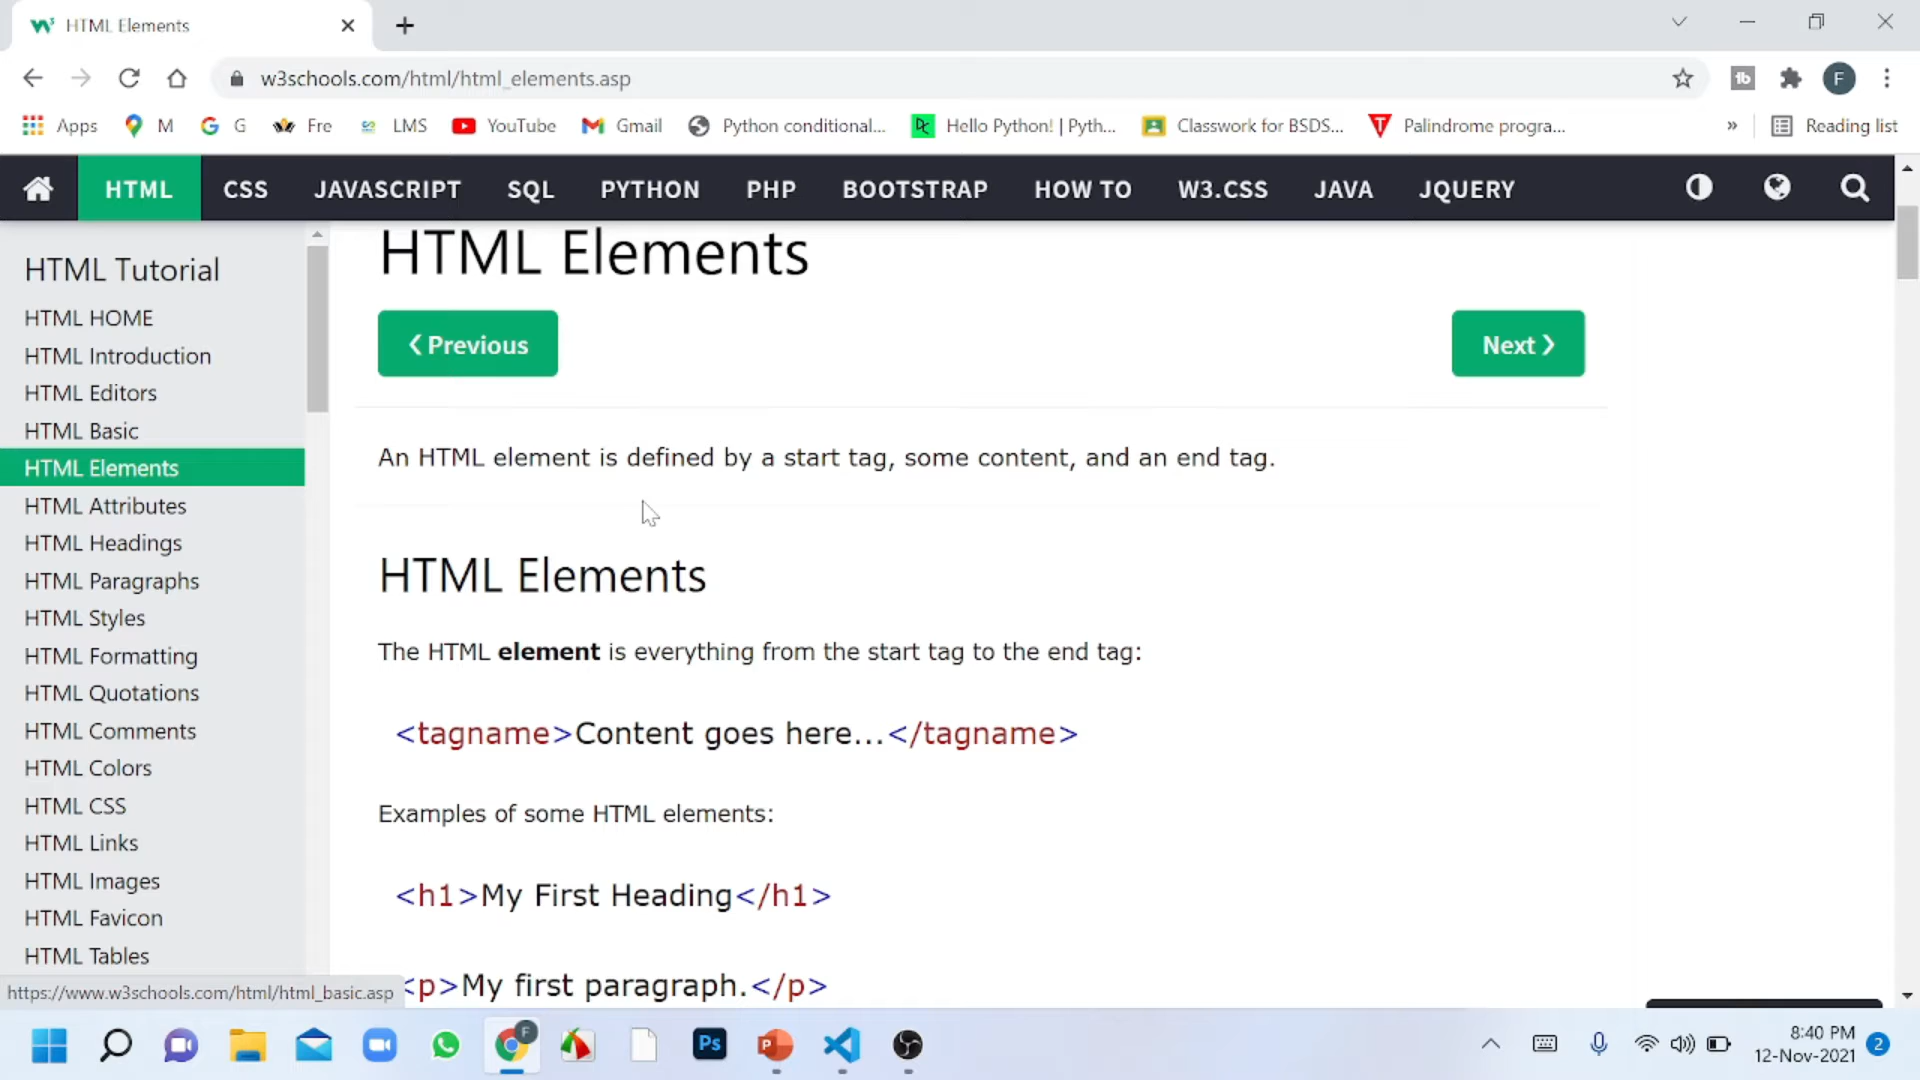 HTML Elements
w3schools.com/html/html_elements.asp
F
Apps
M
G
Fre
LMS
YouTube
Gmail
Python conditional...
Hello Python! | Pyth...
Classwork for BSDS...
Palindrome progra...
»
Reading list
HTML
CSS
JAVASCRIPT
SQL
PYTHON
PHP
BOOTSTRAP
HOW TO
W3.CSS
JAVA
JQUERY
HTML Tutorial
HTML HOME
HTML Introduction
HTML Editors
HTML Basic
HTML Elements
HTML Attributes
HTML Headings
HTML Paragraphs
HTML Styles
HTML Formatting
HTML Quotations
HTML Comments
HTML Colors
HTML CSS
HTML Links
HTML Images
HTML Favicon
HTML Tables
https://www.w3schools.com/html/html_basic.asp
HTML Elements
❮ Previous
Next ❯
An HTML element is defined by a start tag, some content, and an end tag.
HTML Elements
The HTML element is everything from the start tag to the end tag:
<tagname>Content goes here...</tagname>
Examples of some HTML elements:
<h1>My First Heading</h1>
<p>My first paragraph.</p>
F
Ps
P
8:40 PM
12-Nov-2021
2